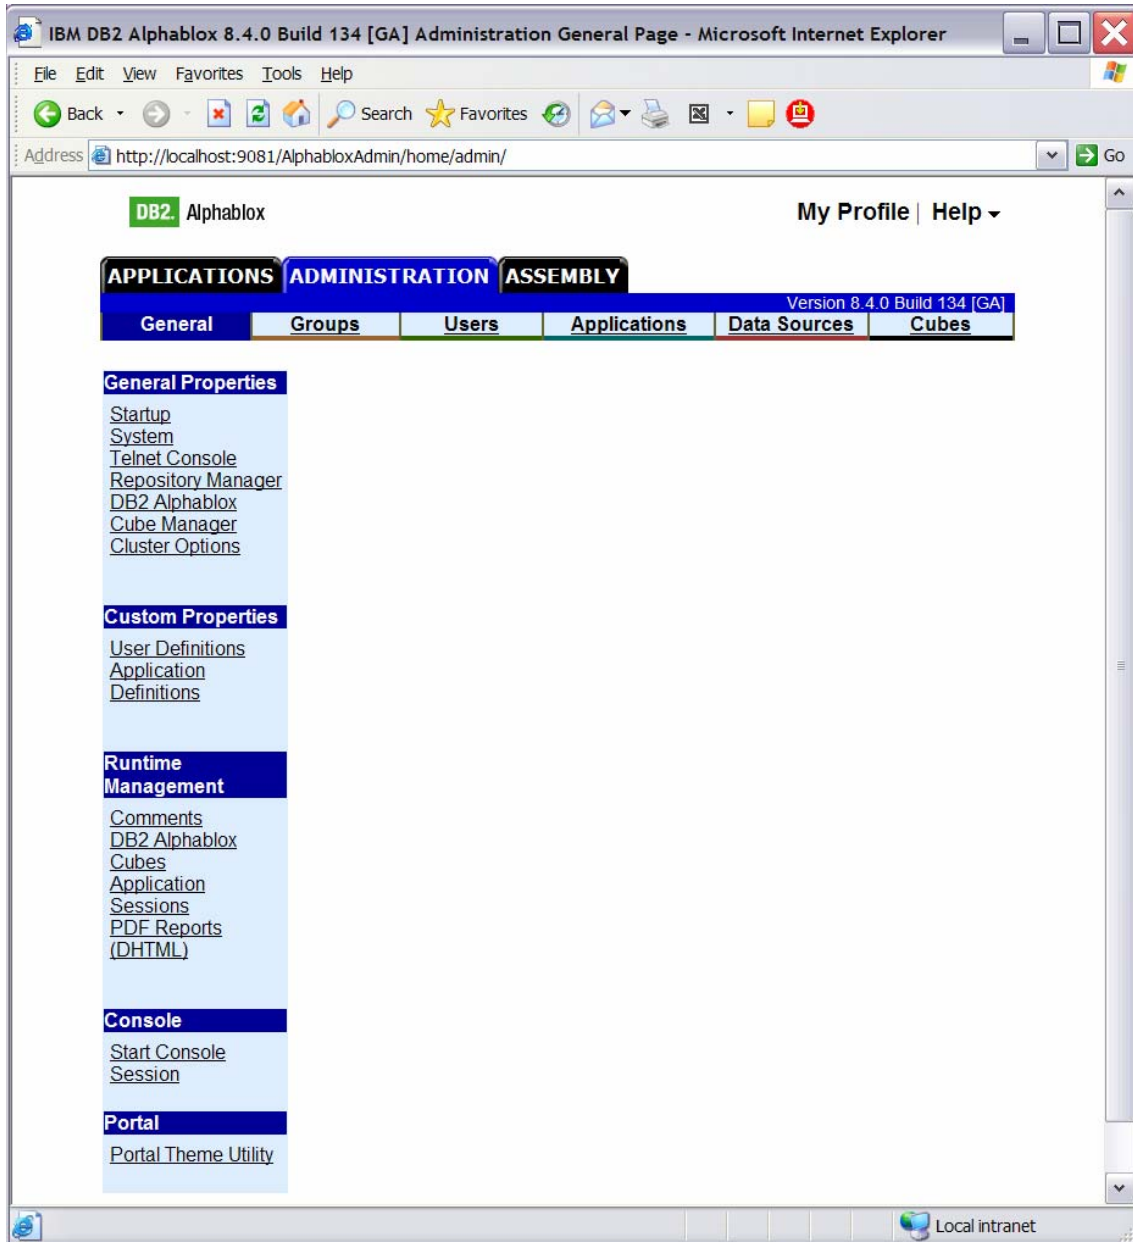 IBM DB2 Alphablox 8.4.0 Build 134 [GA] Administration General Page - Microsoft Internet Explorer
File Edit View Favorites Tools Help
Back Search Favorites
Address http://localhost:9081/AlphabloxAdmin/home/admin/ Go
DB2. Alphablox My Profile | Help
APPLICATIONS ADMINISTRATION ASSEMBLY
Version 8.4.0 Build 134 [GA]
General Groups Users Applications Data Sources Cubes
General Properties
Startup
System
Telnet Console
Repository Manager
DB2 Alphablox
Cube Manager
Cluster Options
Custom Properties
User Definitions
Application
Definitions
Runtime
Management
Comments
DB2 Alphablox
Cubes
Application
Sessions
PDF Reports
(DHTML)
Console
Start Console
Session
Portal
Portal Theme Utility
Local intranet